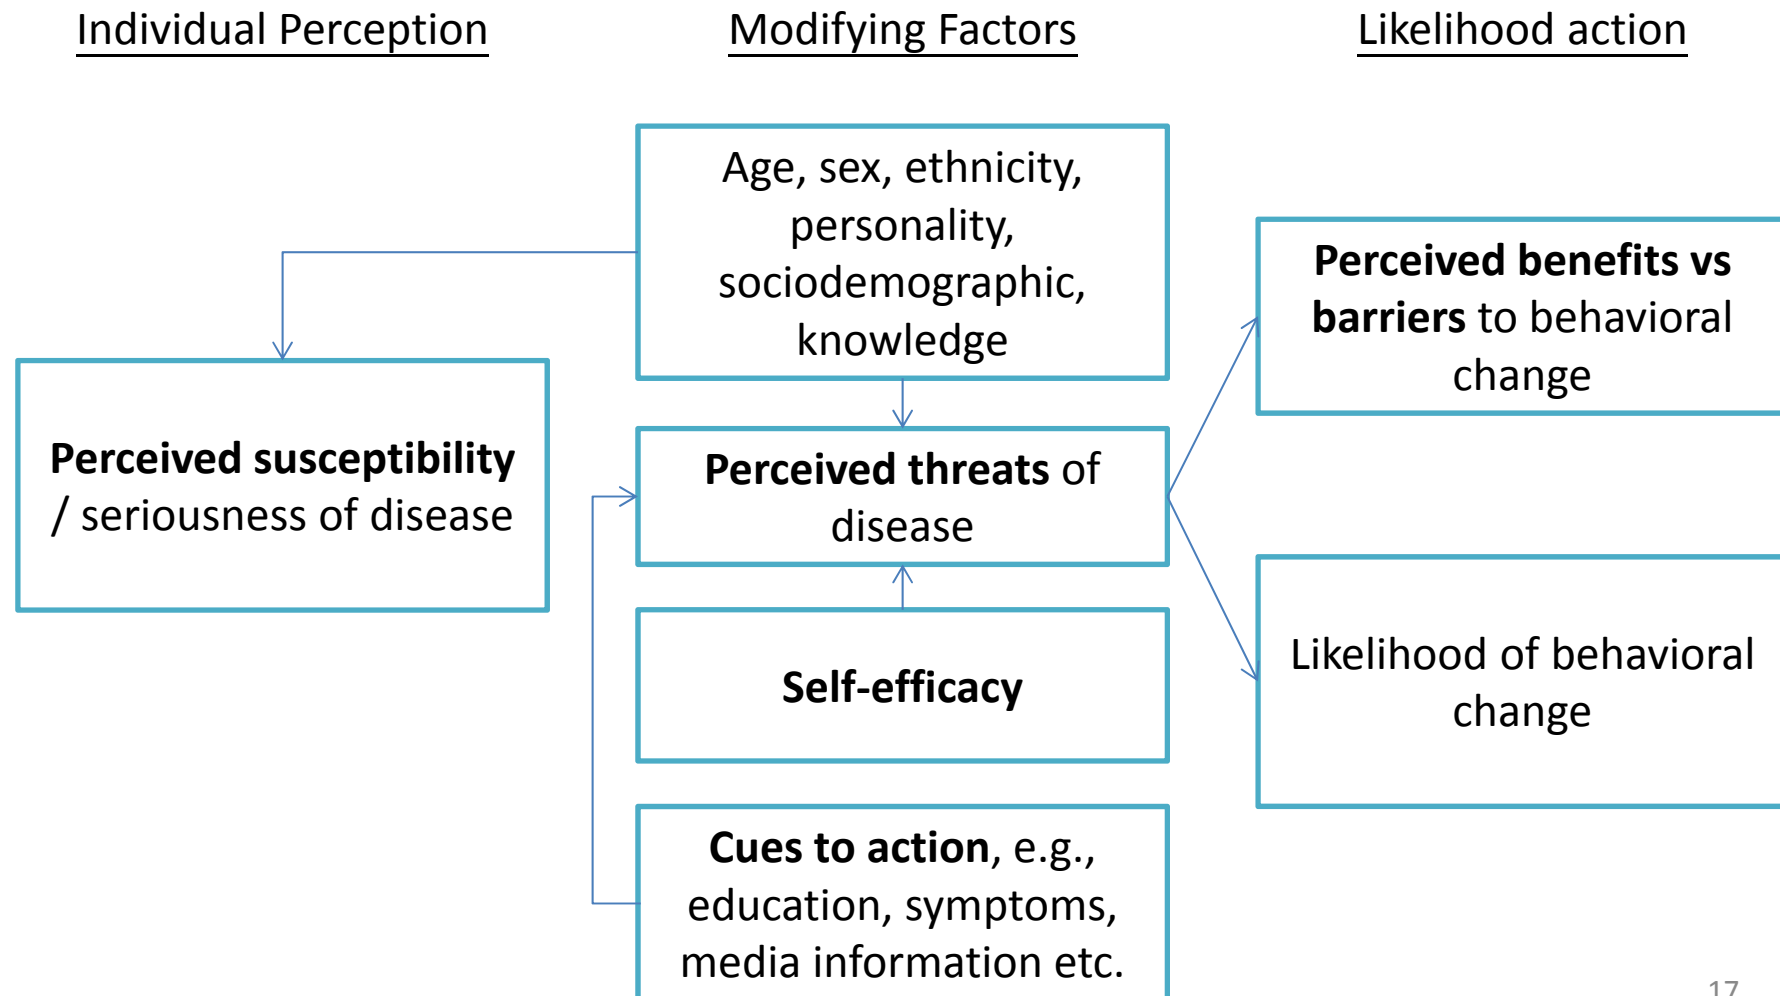 Individual Perception
Modifying Factors
Likelihood action
Age, sex, ethnicity,
personality,
sociodemographic,
knowledge
Perceived benefits vs
barriers to behavioral
change
Perceived susceptibility
/ seriousness of disease
Perceived threats of
disease
Self-efficacy
Likelihood of behavioral
change
Cues to action, e.g.,
education, symptoms,
media information etc.
17